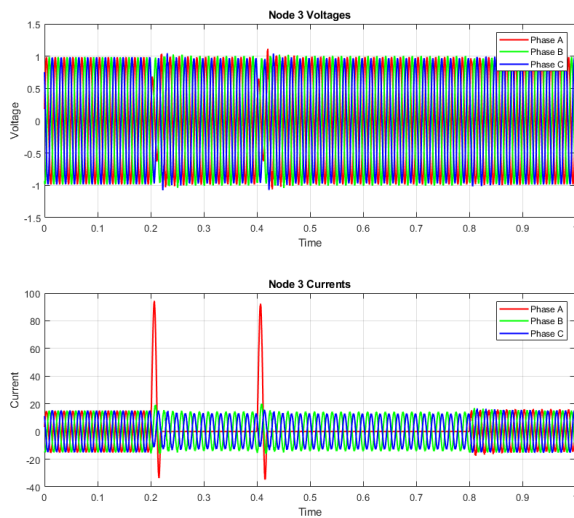 Node 3 Voltages
1.5
1
0.5
0
-0.5
-1
-1.5
Voltage
0 0.1 0.2 0.3 0.4 0.5 0.6 0.7 0.8 0.9
Time
Phase A
Phase B
Phase C
Node 3 Currents
100
80
60
40
20
0
-20
-40
Current
0 0.1 0.2 0.3 0.4 0.5 0.6 0.7 0.8 0.9 1
Time
Phase A
Phase B
Phase C